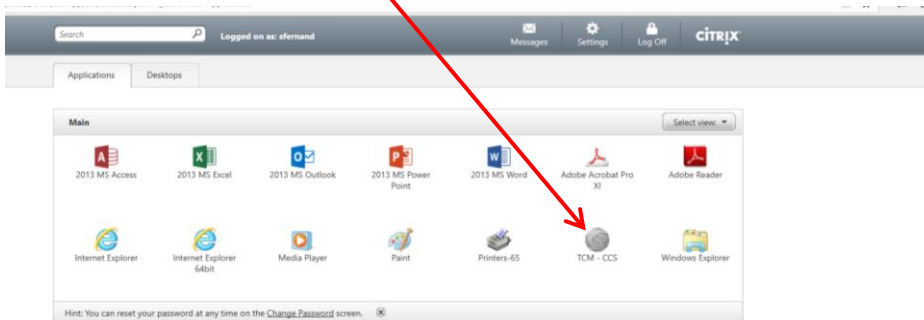 Search
Logged on as: sfernand
Messages
Settings
Log Off
CITRIX
Applications
Desktops
Main
Select view:
2013 MS Access
2013 MS Excel
2013 MS Outlook
2013 MS Power
Point
2013 MS Word
Adobe Acrobat Pro
XI
Adobe Reader
Internet Explorer
Internet Explorer
64bit
Media Player
Paint
Printers-65
TCM - CCS
Windows Explorer
Hint: You can reset your password at any time on the Change Password screen.